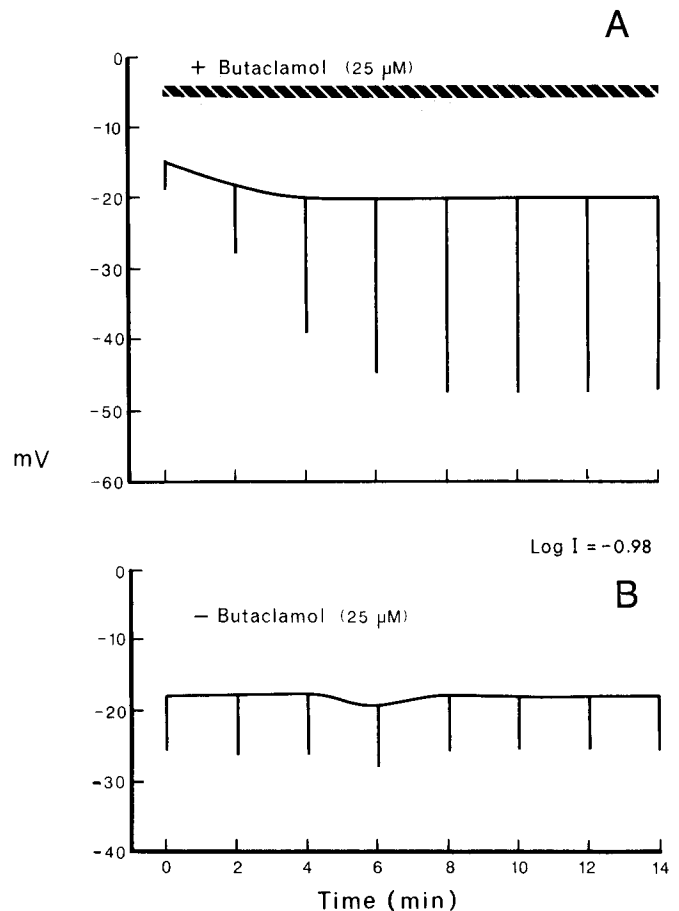 A
+ Butaclamol (25 µM)
0
-10
-20
-30
-40
-50
-60
mV
Log I = -0.98
B
− Butaclamol (25 µM)
0
-10
-20
-30
-40
0 2 4 6 8 10 12 14
Time (min)